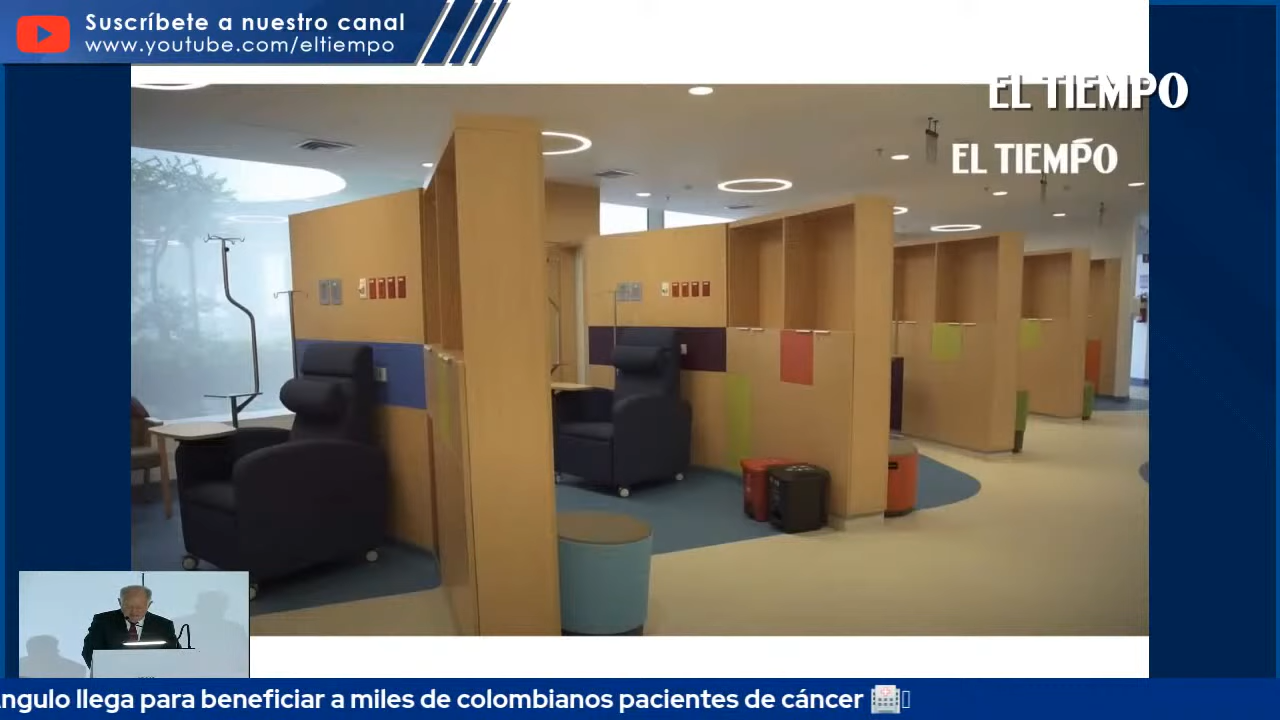 Suscríbete a nuestro canal
www.youtube.com/eltiempo
EL TIEMPO
EL TIEMPO
ngulo llega para beneficiar a miles de colombianos pacientes de cáncer